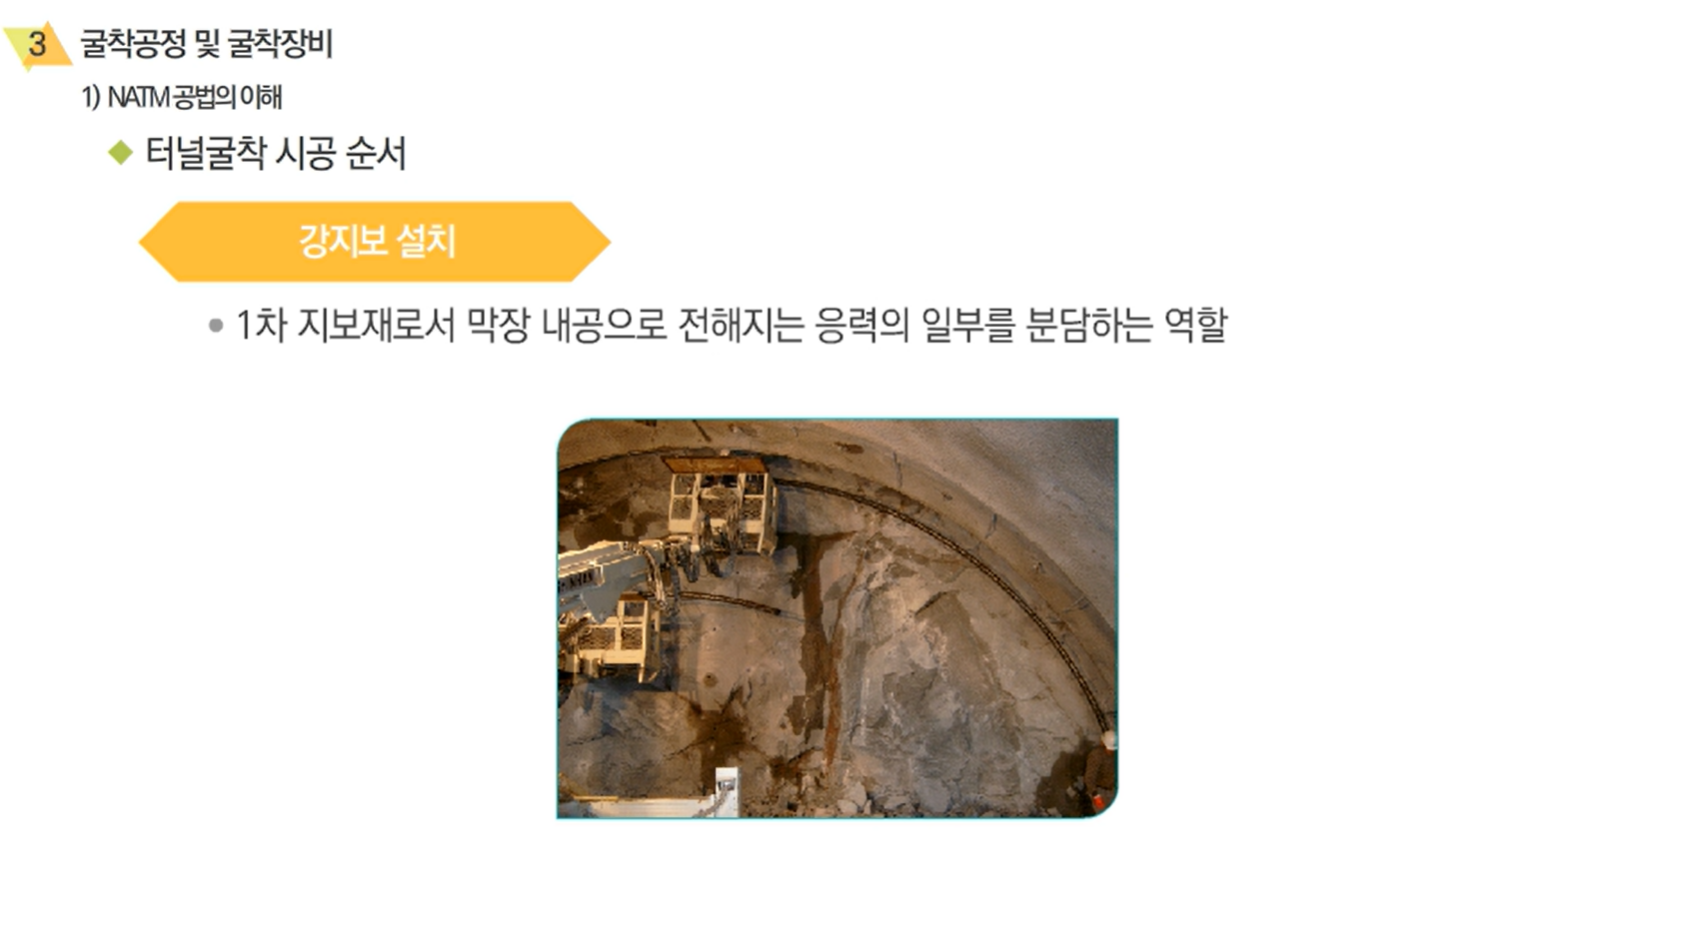 3 굴착공정 및 굴착장비
1) NATM 공법의 이해
터널굴착 시공 순서
강지보 설치
1차 지보재로서 막장 내공으로 전해지는 응력의 일부를 분담하는 역할